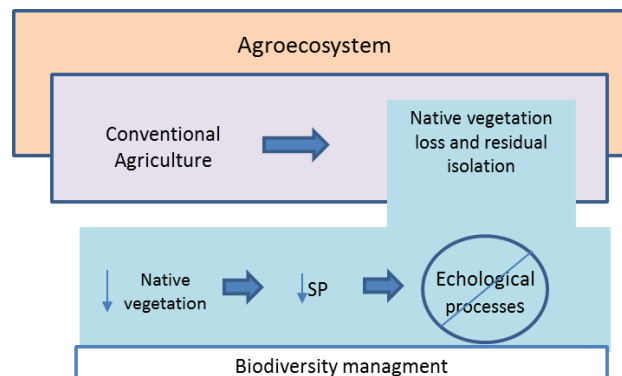 Agroecosystem
Conventional
Agriculture
Native vegetation
loss and residual
isolation
Native
vegetation
SP
Echological
processes
Biodiversity managment